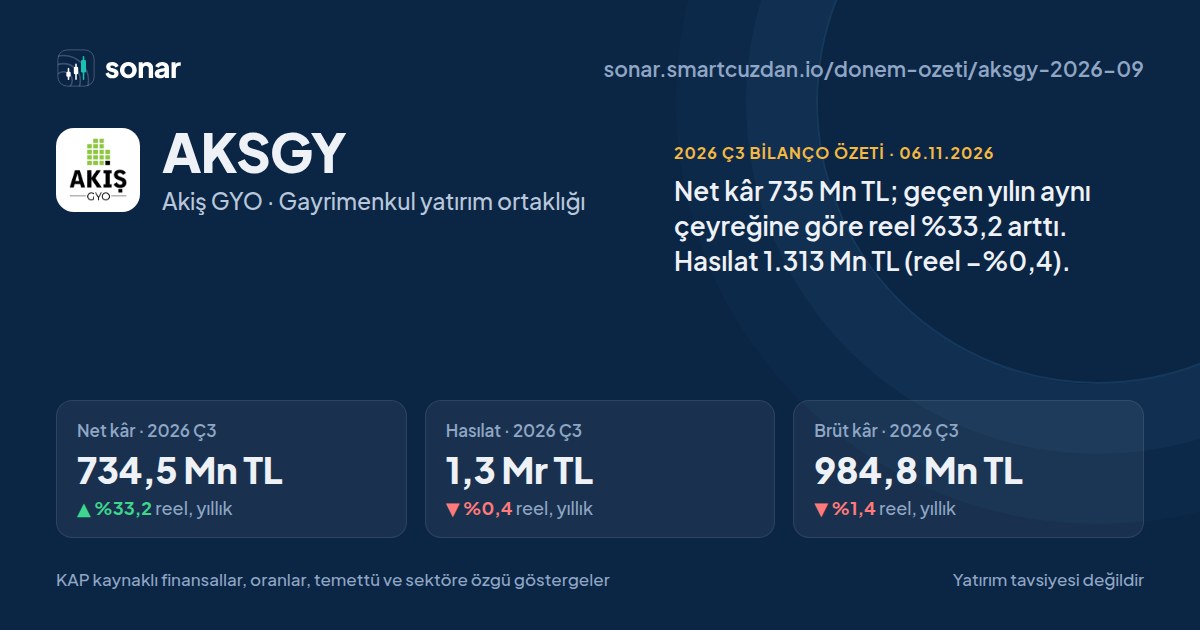 sonar
sonar.smartcuzdan.io/donem-ozeti/aksgy-2026-09
AKİŞ
GYO
AKSGY
Akiş GYO · Gayrimenkul yatırım ortaklığı
2026 Ç3 BİLANÇO ÖZETİ · 06.11.2026
Net kâr 735 Mn TL; geçen yılın aynı
çeyreğine göre reel %33,2 arttı.
Hasılat 1.313 Mn TL (reel −%0,4).
Net kâr · 2026 Ç3
734,5 Mn TL
▲ %33,2 reel, yıllık
Hasılat · 2026 Ç3
1,3 Mr TL
▼ %0,4 reel, yıllık
Brüt kâr · 2026 Ç3
984,8 Mn TL
▼ %1,4 reel, yıllık
KAP kaynaklı finansallar, oranlar, temettü ve sektöre özgü göstergeler
Yatırım tavsiyesi değildir